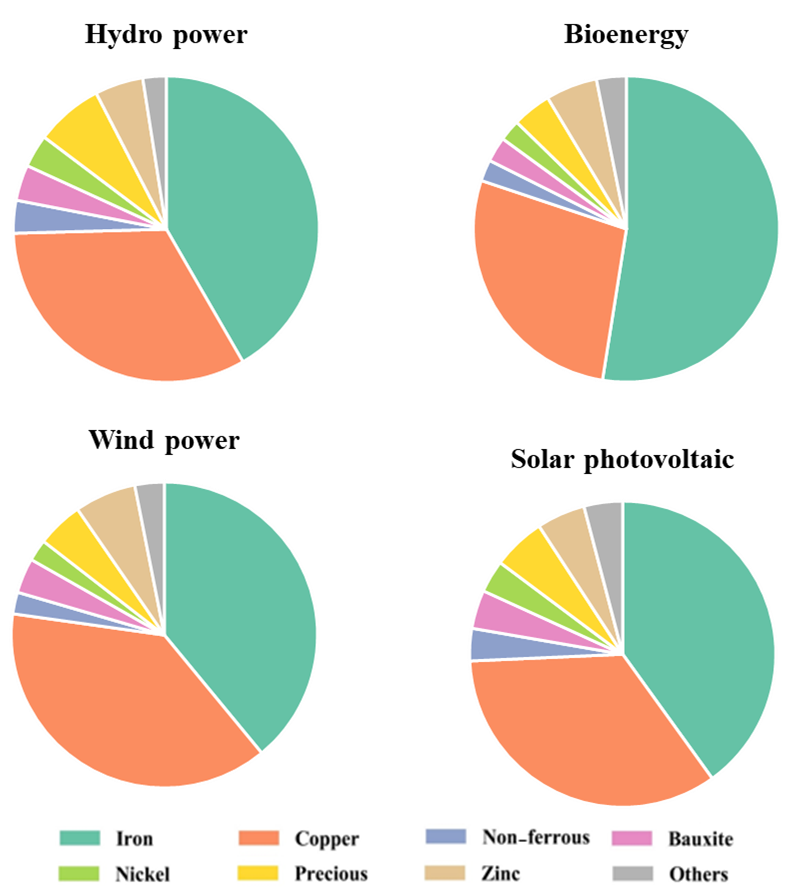 Hydro power
Bioenergy
Wind power
Solar photovoltaic
Iron
Copper
Non-ferrous
Bauxite
Nickel
Precious
Zinc
Others